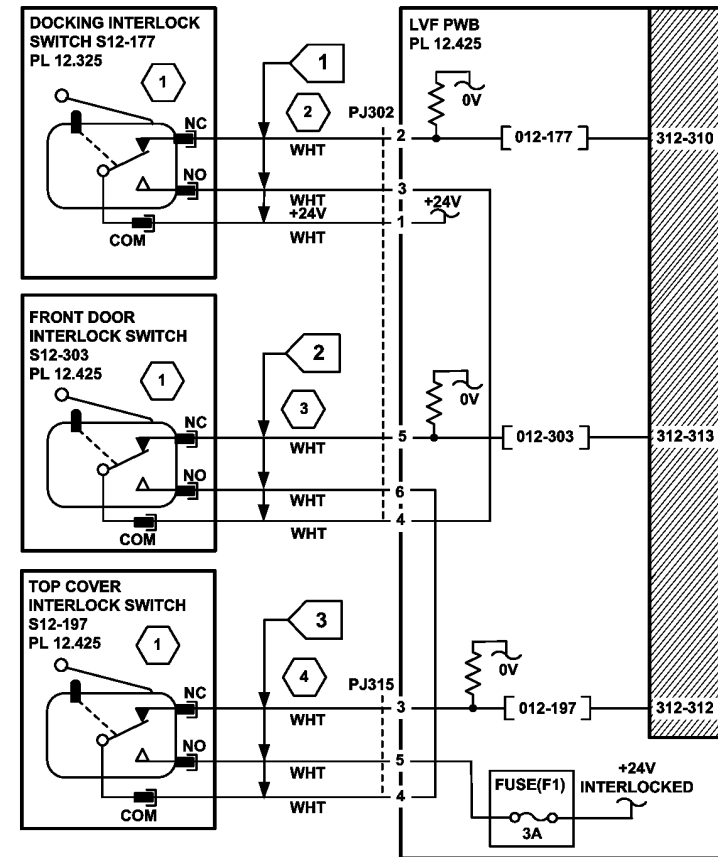 DOCKING INTERLOCK
SWITCH S12-177
PL 12.325
1
NC
NO
COM
1
2
WHT
WHT
+24V
WHT
PJ302
2
3
1
LVF PWB
PL 12.425
0V
012-177
312-310
+24V
FRONT DOOR
INTERLOCK SWITCH
S12-303
PL 12.425
1
NC
NO
COM
2
3
WHT
WHT
WHT
5
6
4
0V
012-303
312-313
TOP COVER
INTERLOCK SWITCH
S12-197
PL 12.425
1
NC
NO
COM
3
4
WHT
WHT
WHT
PJ315
3
5
4
0V
012-197
312-312
FUSE(F1)
3A
+24V
INTERLOCKED